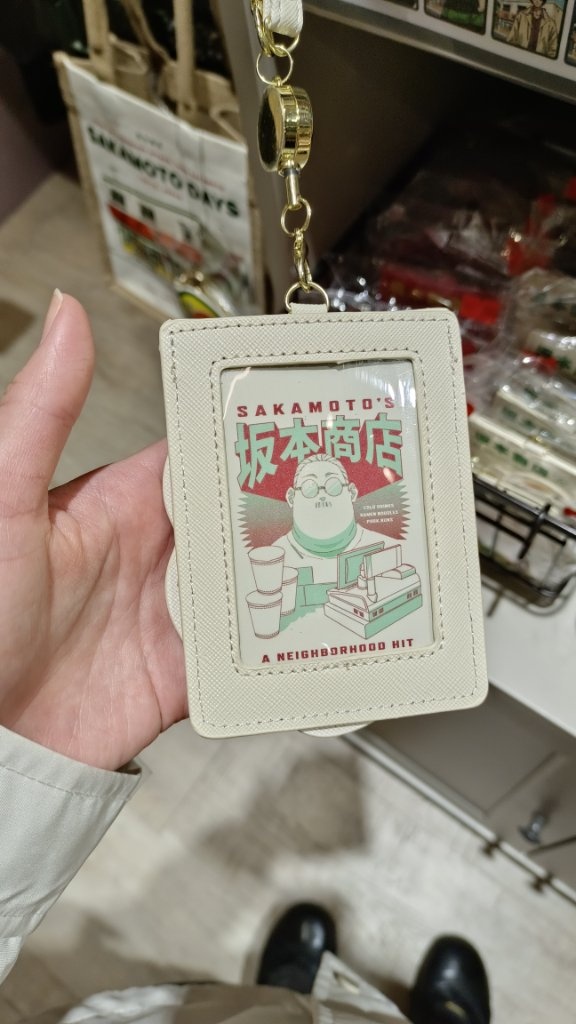 SAKAMOTO DAYS
SAKAMOTO'S
坂本商店
COLD DRINKS
RAMEN NOODLES
PORK BUNS
A NEIGHBORHOOD HIT